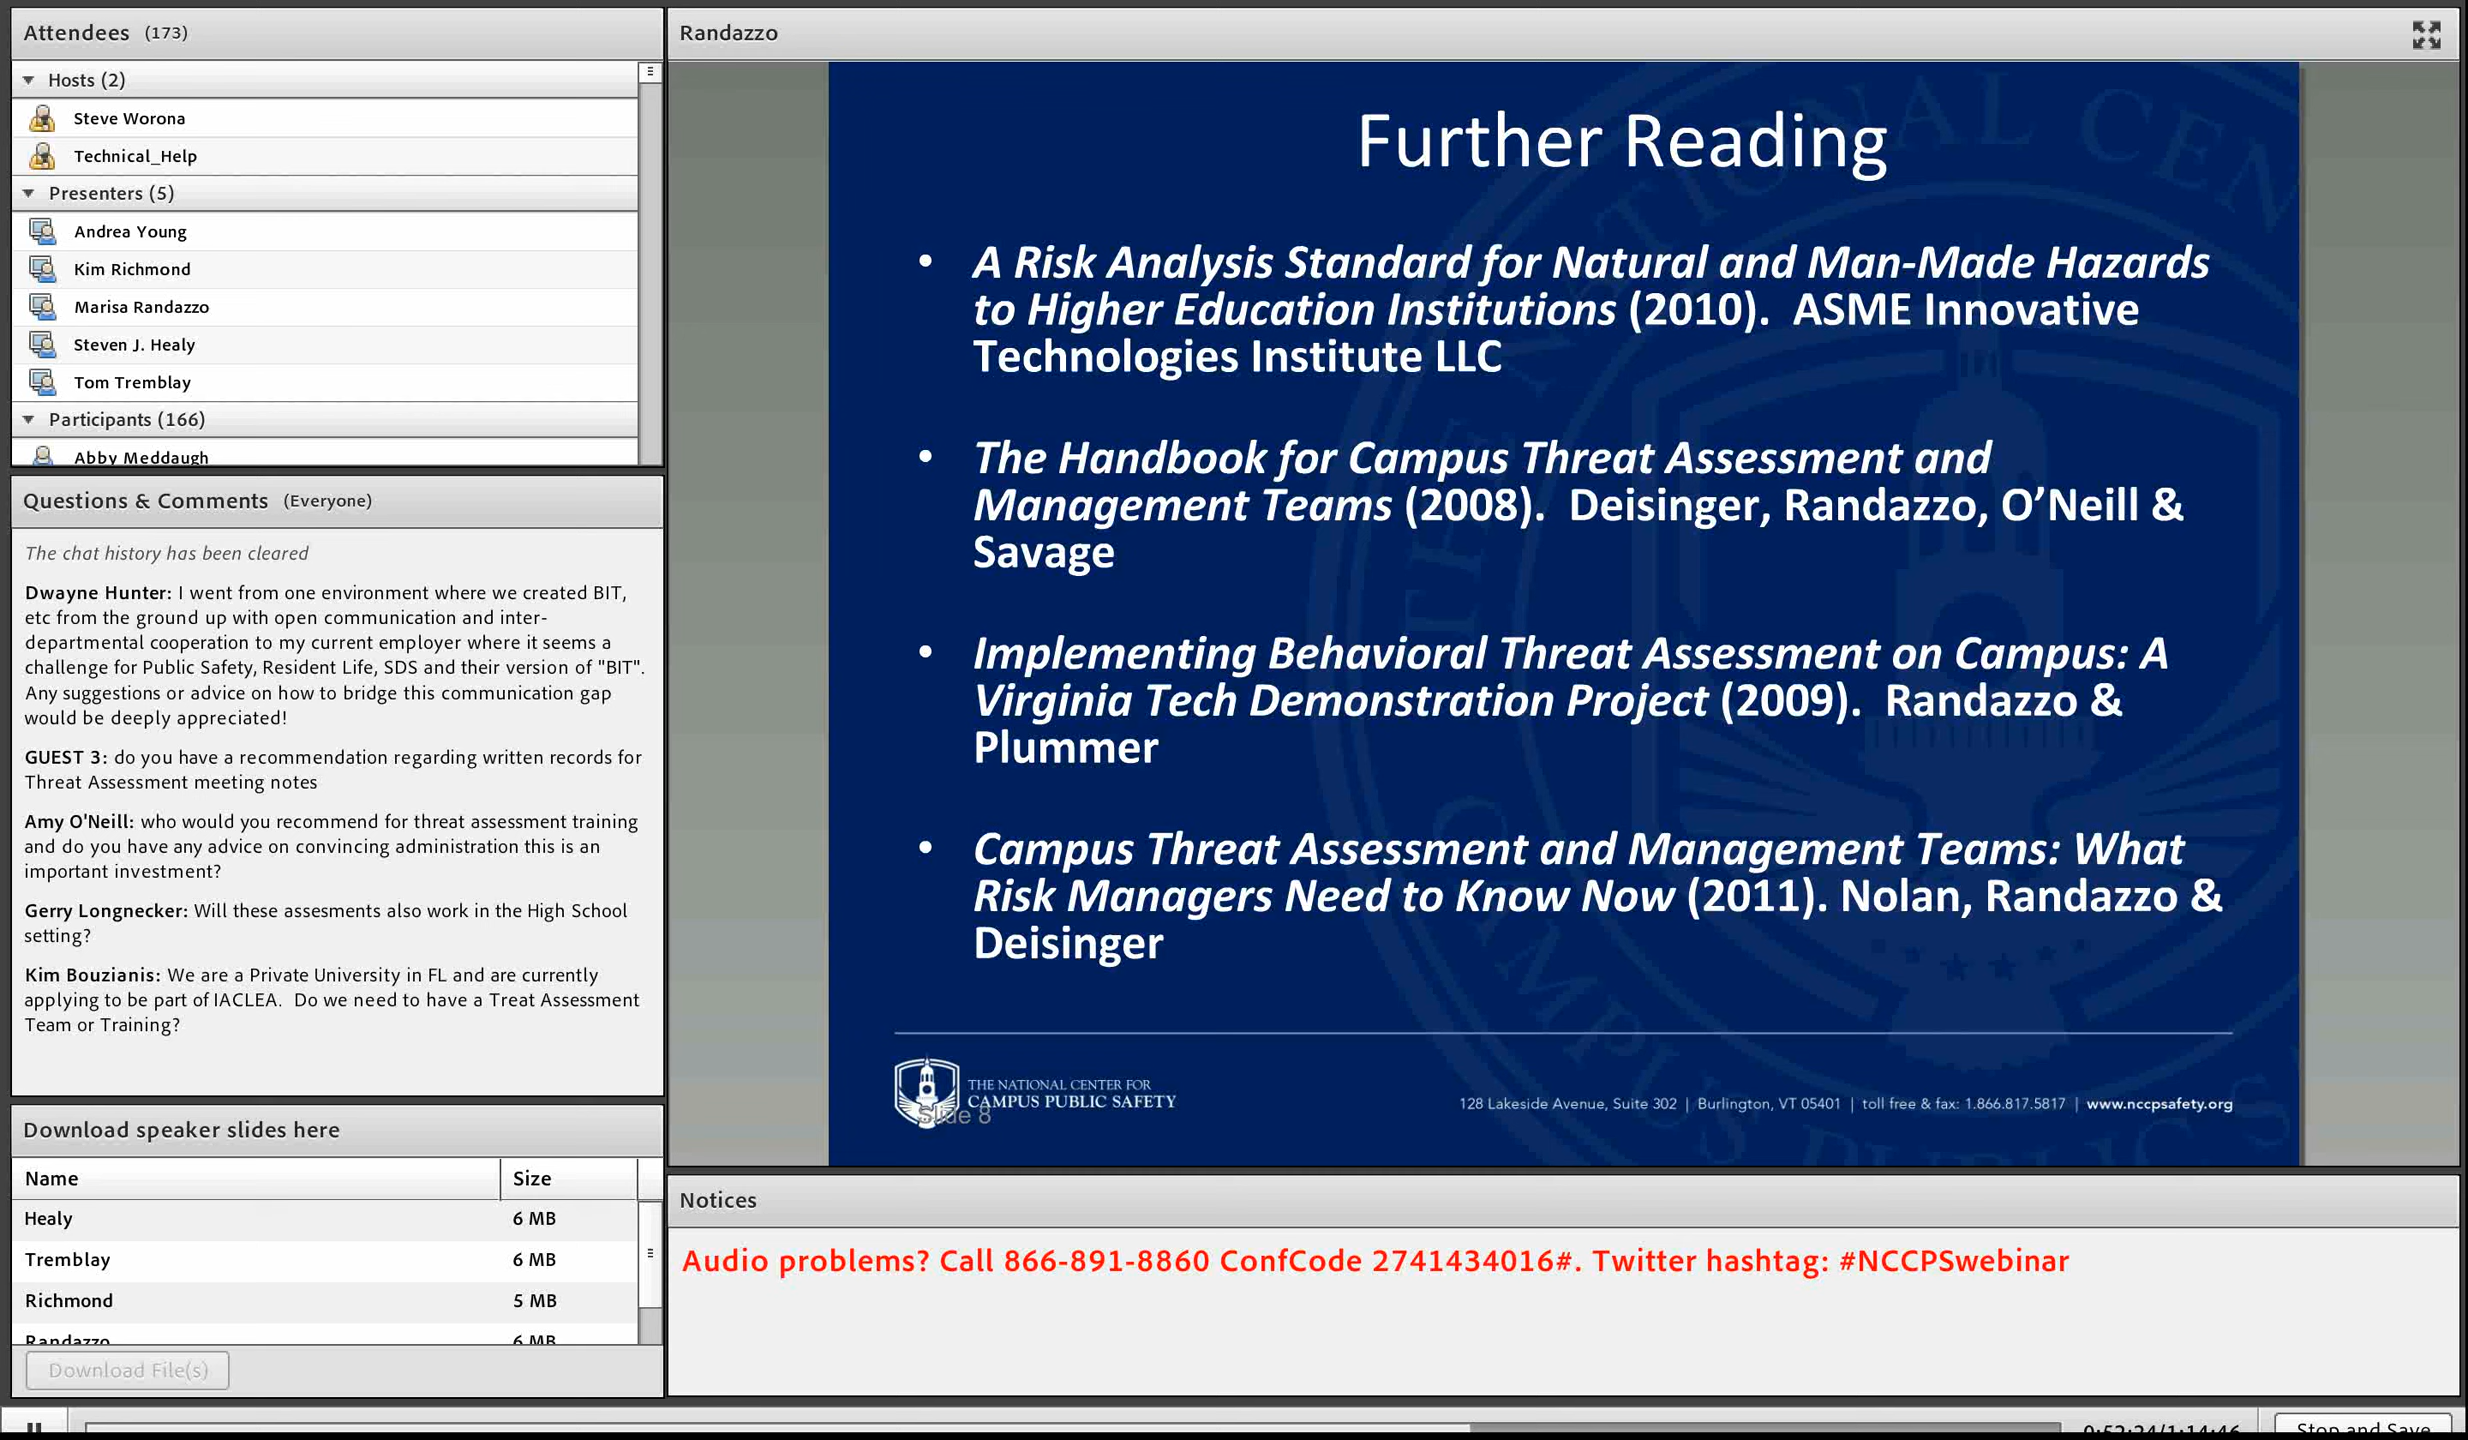 Attendees (173)
Hosts (2)
Steve Worona
Technical_Help
Presenters (5)
Andrea Young
Kim Richmond
Marisa Randazzo
Steven J. Healy
Tom Tremblay
Participants (166)
Abby Meddaugh
Questions & Comments (Everyone)
The chat history has been cleared
Dwayne Hunter: I went from one environment where we created BIT,
etc from the ground up with open communication and inter-
departmental cooperation to my current employer where it seems a
challenge for Public Safety, Resident Life, SDS and their version of "BIT".
Any suggestions or advice on how to bridge this communication gap
would be deeply appreciated!
GUEST 3: do you have a recommendation regarding written records for
Threat Assessment meeting notes
Amy O'Neill: who would you recommend for threat assessment training
and do you have any advice on convincing administration this is an
important investment?
Gerry Longnecker: Will these assesments also work in the High School
setting?
Kim Bouzianis: We are a Private University in FL and are currently
applying to be part of IACLEA.  Do we need to have a Treat Assessment
Team or Training?
Download speaker slides here
Name Size
Healy 6 MB
Tremblay 6 MB
Richmond 5 MB
Randazzo 6 MB
Download File(s)
Randazzo
Further Reading
• A Risk Analysis Standard for Natural and Man-Made Hazards
to Higher Education Institutions (2010).  ASME Innovative
Technologies Institute LLC
• The Handbook for Campus Threat Assessment and
Management Teams (2008).  Deisinger, Randazzo, O’Neill &
Savage
• Implementing Behavioral Threat Assessment on Campus: A
Virginia Tech Demonstration Project (2009).  Randazzo &
Plummer
• Campus Threat Assessment and Management Teams: What
Risk Managers Need to Know Now (2011). Nolan, Randazzo &
Deisinger
THE NATIONAL CENTER FOR
CAMPUS PUBLIC SAFETY
Slide 8
128 Lakeside Avenue, Suite 302 | Burlington, VT 05401 | toll free & fax: 1.866.817.5817 | www.nccpsafety.org
Notices
Audio problems? Call 866-891-8860 ConfCode 2741434016#. Twitter hashtag: #NCCPSwebinar
0:52:24/1:14:46
Stop and Save